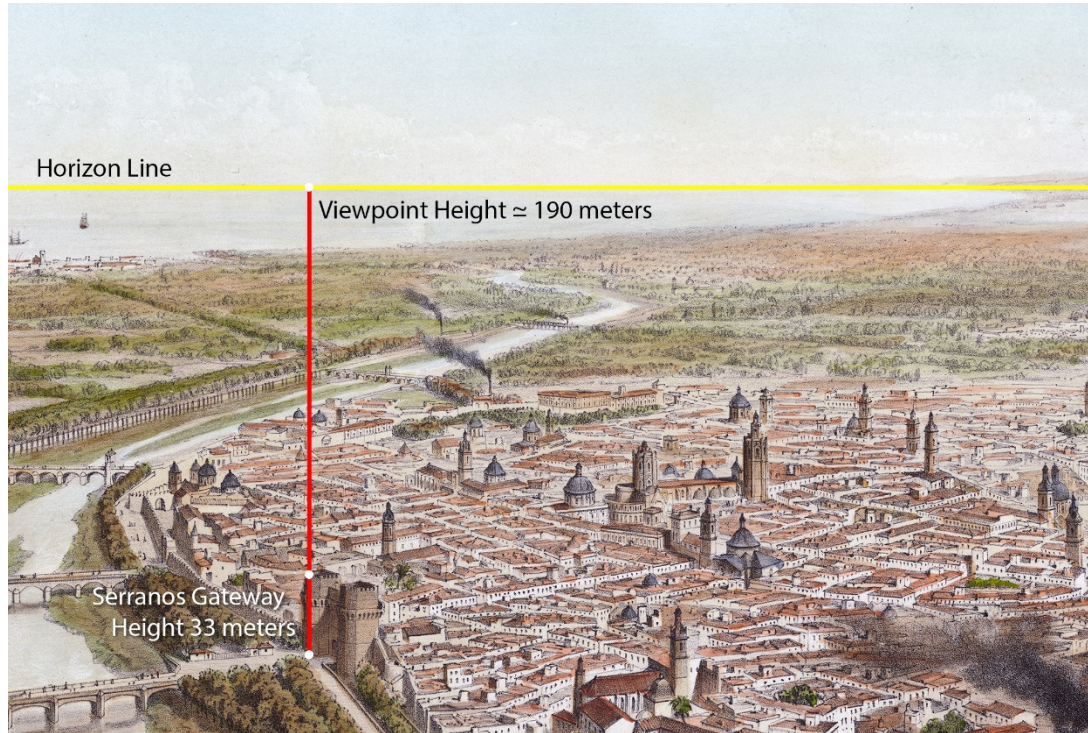 Horizon Line
Viewpoint Height ≃ 190 meters
Serranos Gateway
Height 33 meters